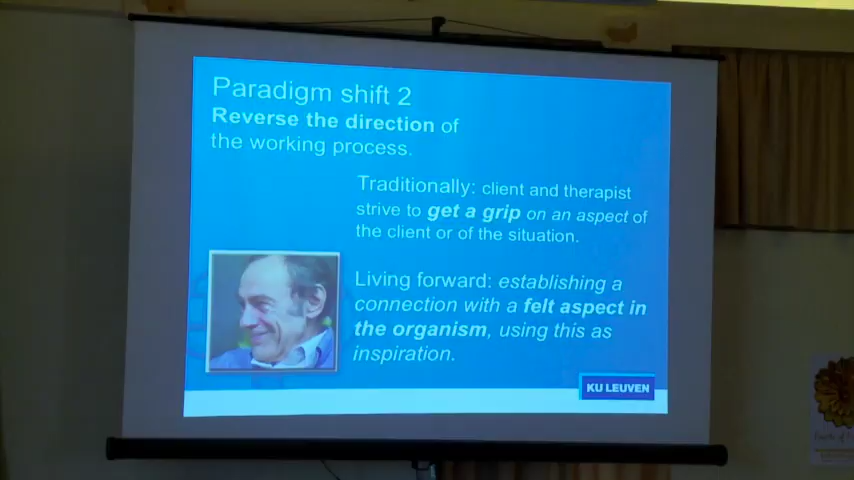 Paradigm shift 2
Reverse the direction of
the working process.
Traditionally: client and therapist
strive to get a grip on an aspect of
the client or of the situation.
Living forward: establishing a
connection with a felt aspect in
the organism, using this as
inspiration.
KU LEUVEN